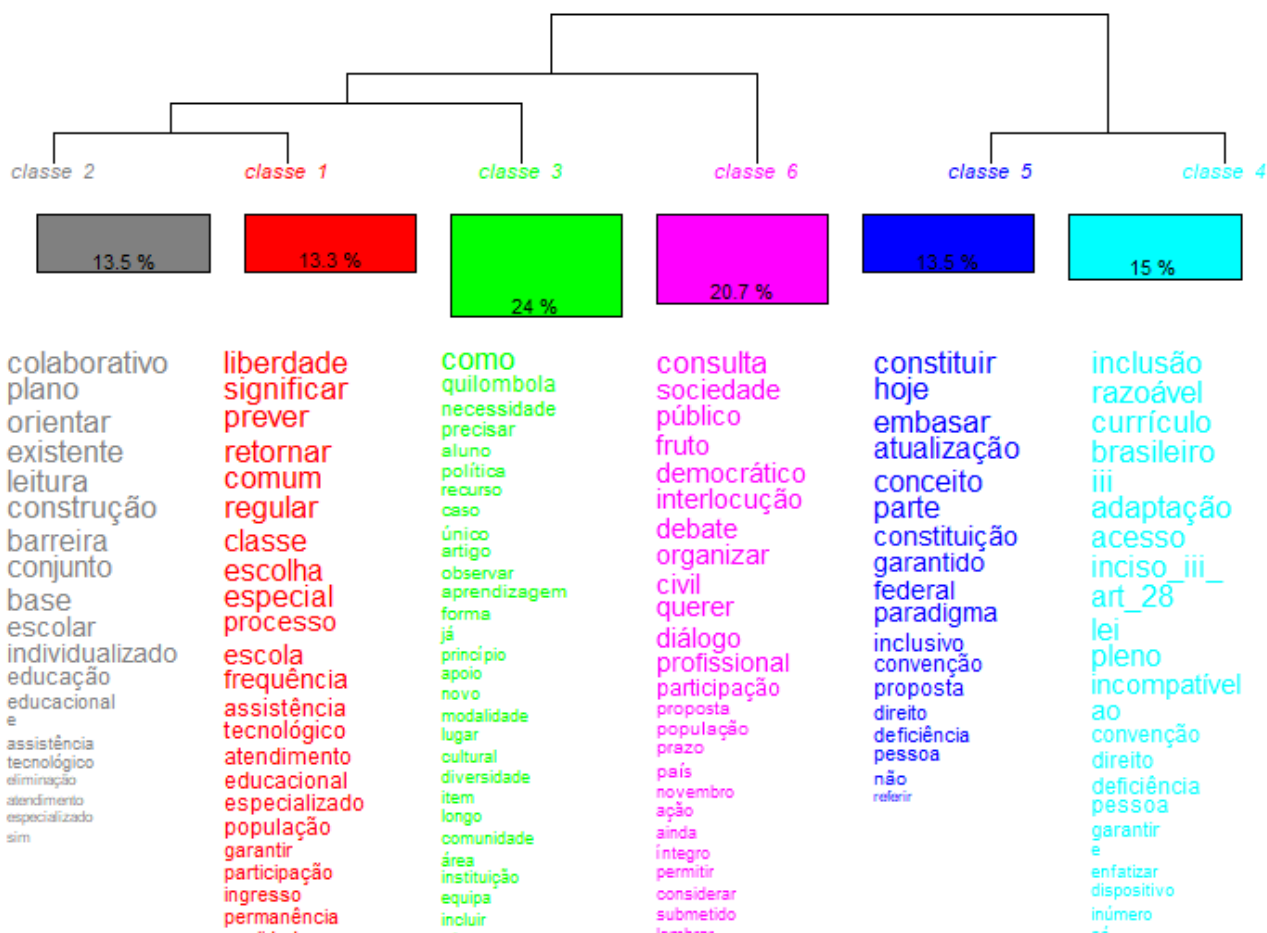 classe 2
classe 1
classe 3
classe 6
classe 5
classe 4
13.5 %
13.3 %
24 %
20.7 %
13.5 %
15 %
colaborativo
plano
orientar
existente
leitura
construção
barreira
conjunto
base
escolar
individualizado
educação
educacional
e
assistência
tecnológico
eliminação
atendimento
especializado
sim
liberdade
significar
prever
retornar
comum
regular
classe
escolha
especial
processo
escola
frequência
assistência
tecnológico
atendimento
educacional
especializado
população
garantir
participação
ingresso
permanência
como
quilombola
necessidade
precisar
aluno
política
recurso
caso
único
artigo
observar
aprendizagem
forma
já
princípio
apoio
novo
modalidade
lugar
cultural
diversidade
item
longo
comunidade
área
instituição
equipa
incluir
consulta
sociedade
público
fruto
democrático
interlocução
debate
organizar
civil
querer
diálogo
profissional
participação
proposta
população
prazo
país
novembro
ação
ainda
íntegro
permitir
considerar
submetido
constituir
hoje
embasar
atualização
conceito
parte
constituição
garantido
federal
paradigma
inclusivo
convenção
proposta
direito
deficiência
pessoa
não
referir
inclusão
razoável
currículo
brasileiro
iii
adaptação
acesso
inciso_iii_
art_28
lei
pleno
incompatível
ao
convenção
direito
deficiência
pessoa
garantir
e
enfatizar
dispositivo
inúmero